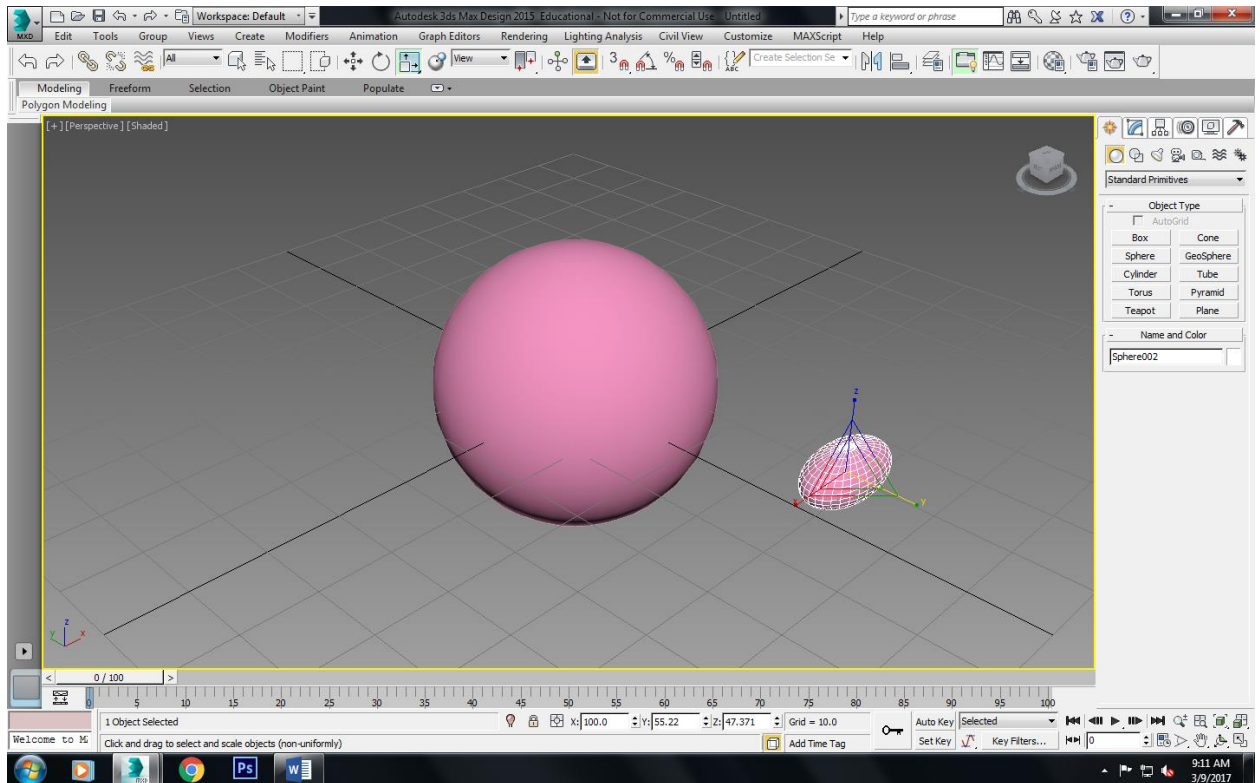 Workspace: Default
Autodesk 3ds Max Design 2015  Educational - Not for Commercial Use   Untitled
Type a keyword or phrase
MXD
Edit Tools Group Views Create Modifiers Animation Graph Editors Rendering Lighting Analysis Civil View Customize MAXScript Help
All
View
3
%
ABC
Create Selection Se
Modeling Freeform Selection Object Paint Populate
Polygon Modeling
[+][Perspective][Shaded]
Standard Primitives
- Object Type
AutoGrid
Box Cone
Sphere GeoSphere
Cylinder Tube
Torus Pyramid
Teapot Plane
- Name and Color
Sphere002
z
x
y
z
y x
< 0 / 100 >
0 5 10 15 20 25 30 35 40 45 50 55 60 65 70 75 80 85 90 95 100
1 Object Selected
X: 100.0 Y: 55.22 Z: 47.371 Grid = 10.0
Auto Key Selected
Welcome to M
Click and drag to select and scale objects (non-uniformly)
Add Time Tag
Set Key Key Filters... 0
MXD
Ps
W
9:11 AM
3/9/2017